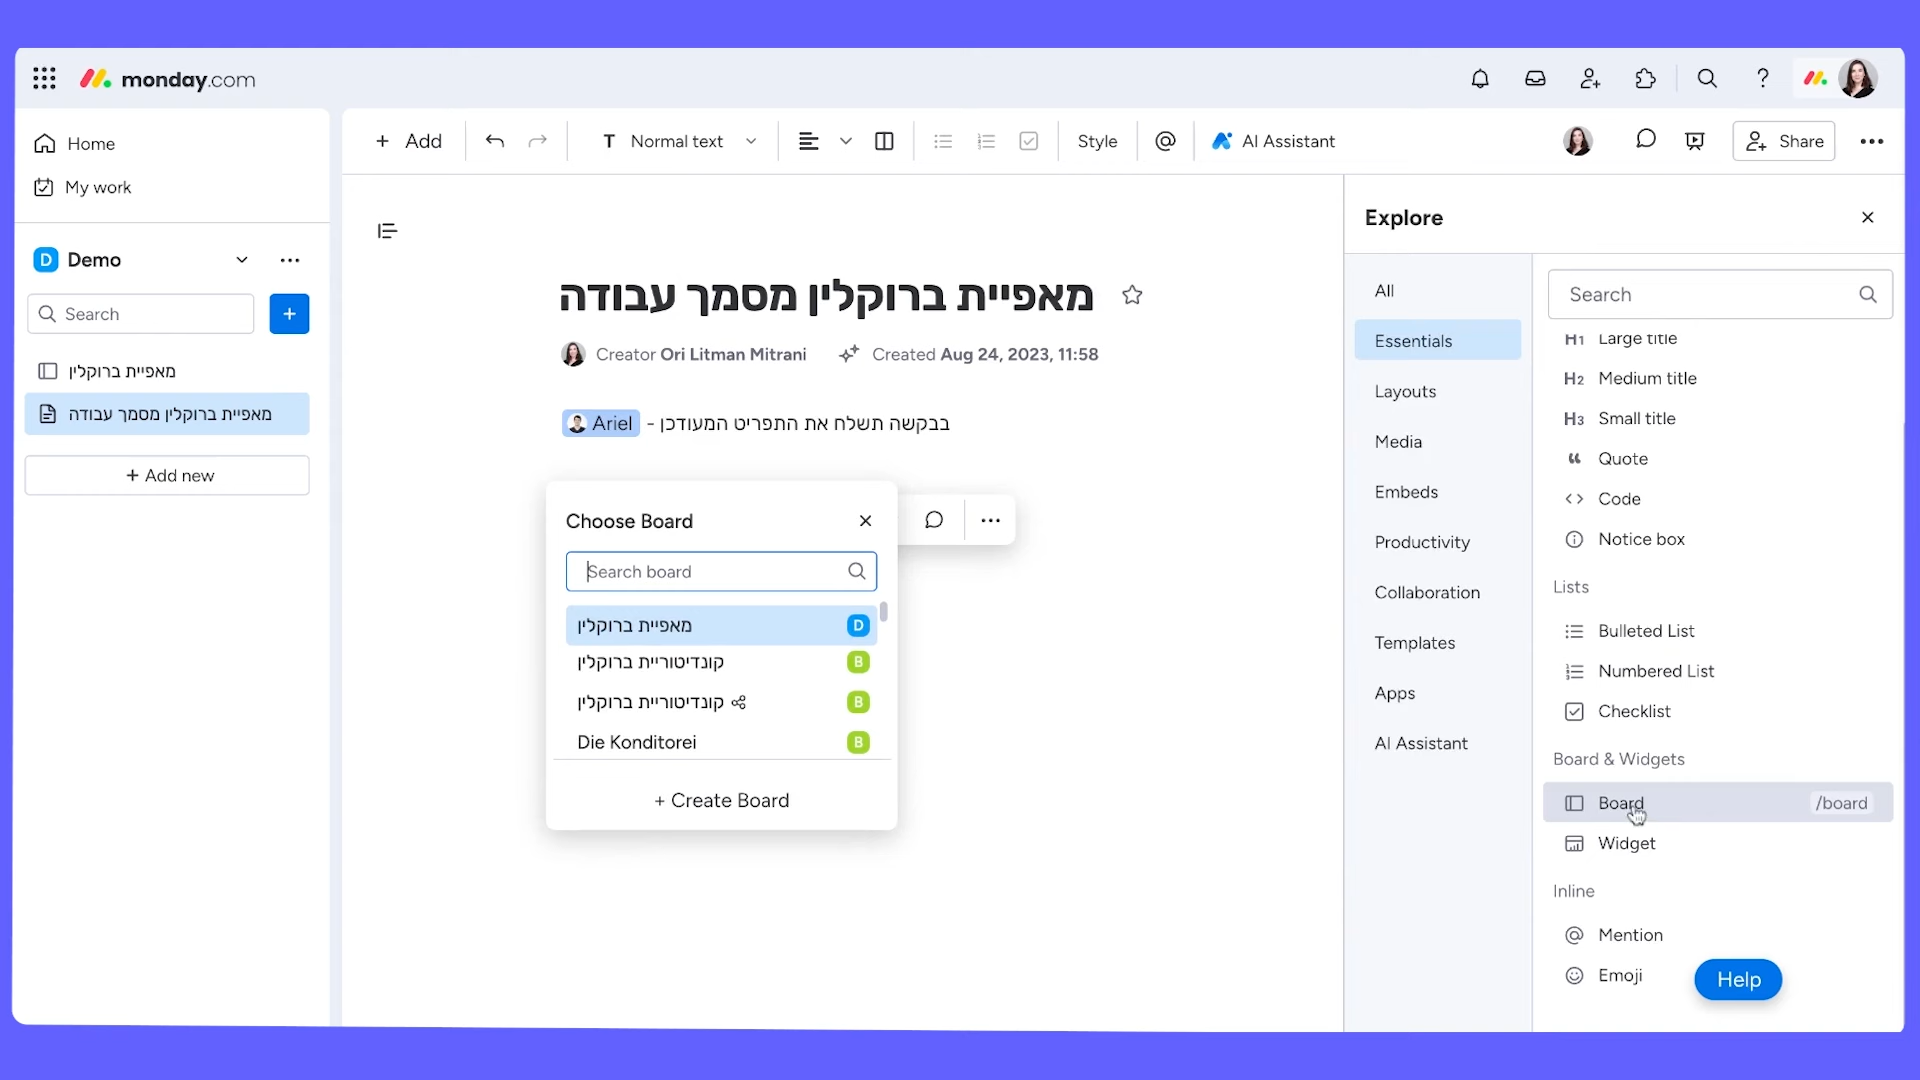 monday.com
Home
My work
D Demo
Search
+
מאפיית ברוקלין
מאפיית ברוקלין מסמך עבודה
+ Add new
+ Add
T Normal text
Style
@
AI Assistant
Share
מאפיית ברוקלין מסמך עבודה
Creator Ori Litman Mitrani
Created Aug 24, 2023, 11:58
Ariel - בבקשה תשלח את התפריט המעודכן
Choose Board
Search board
מאפיית ברוקלין D
קונדיטוריית ברוקלין B
קונדיטוריית ברוקלין B
Die Konditorei B
+ Create Board
Explore
All
Essentials
Layouts
Media
Embeds
Productivity
Collaboration
Templates
Apps
AI Assistant
Search
H1 Large title
H2 Medium title
H3 Small title
Quote
<> Code
Notice box
Lists
Bulleted List
Numbered List
Checklist
Board & Widgets
Board /board
Widget
Inline
@ Mention
Emoji
Help